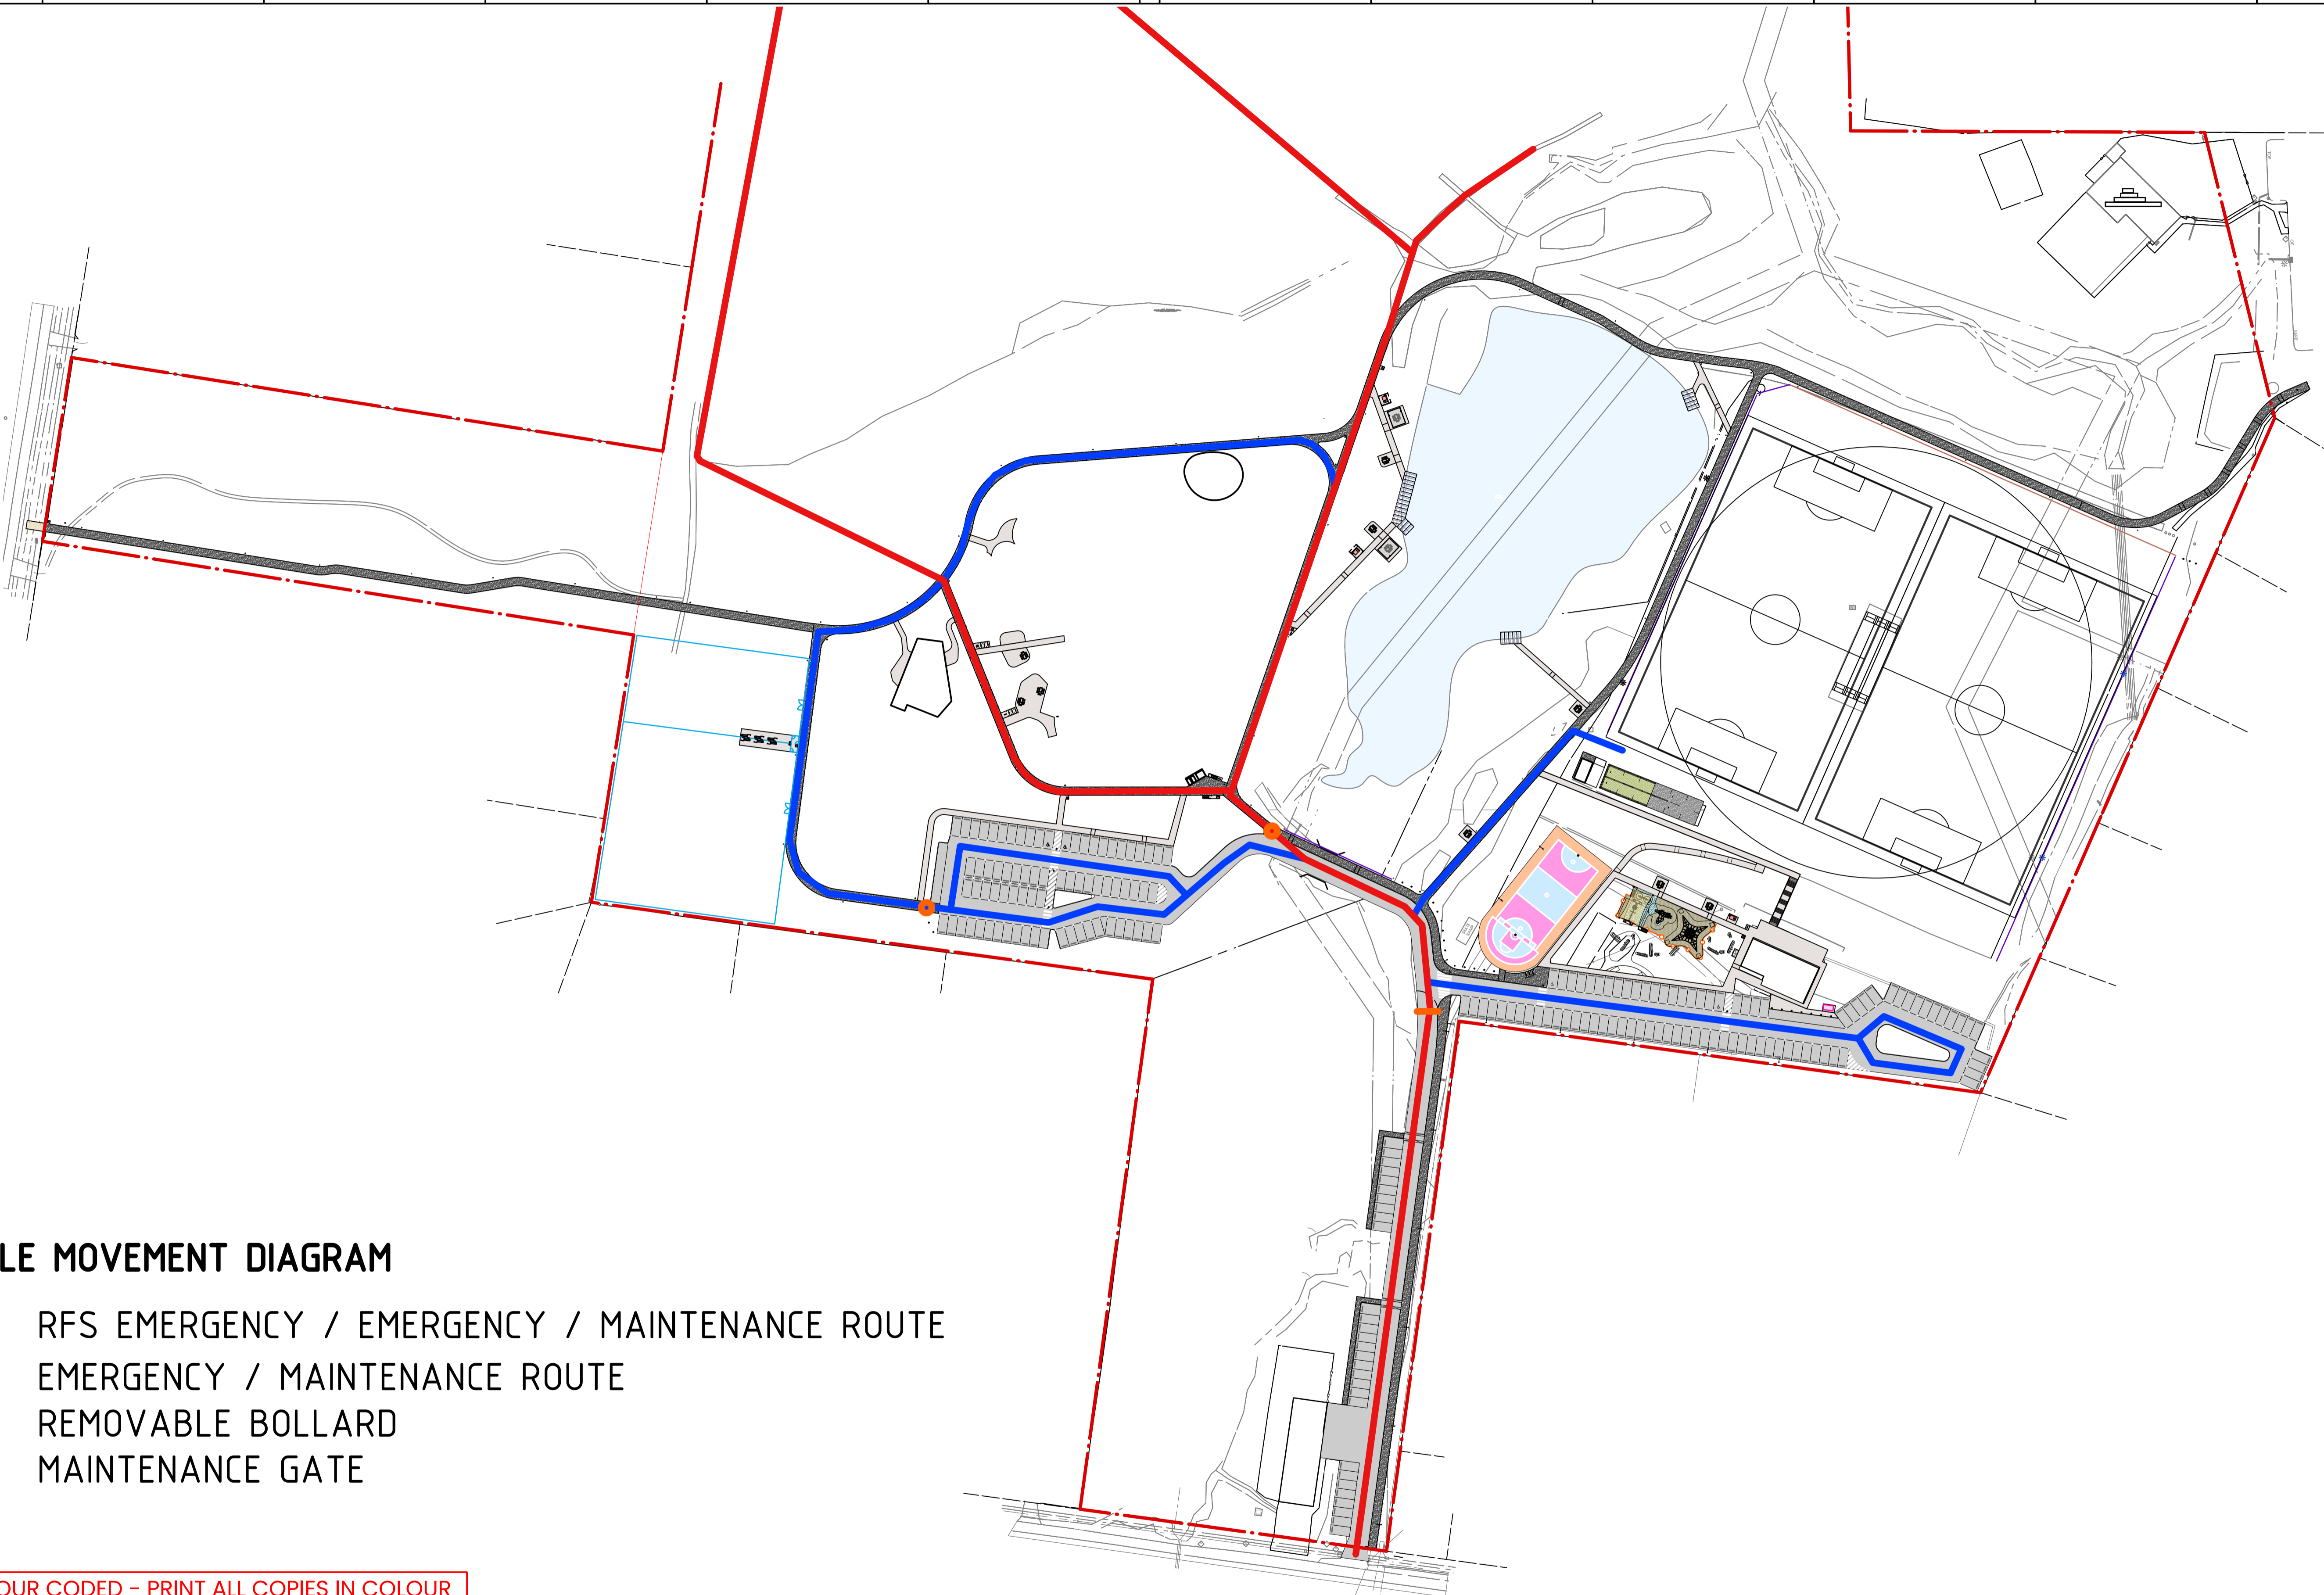 LE MOVEMENT DIAGRAM
RFS EMERGENCY / EMERGENCY / MAINTENANCE ROUTE
EMERGENCY / MAINTENANCE ROUTE
REMOVABLE BOLLARD
MAINTENANCE GATE
OUR CODED - PRINT ALL COPIES IN COLOUR